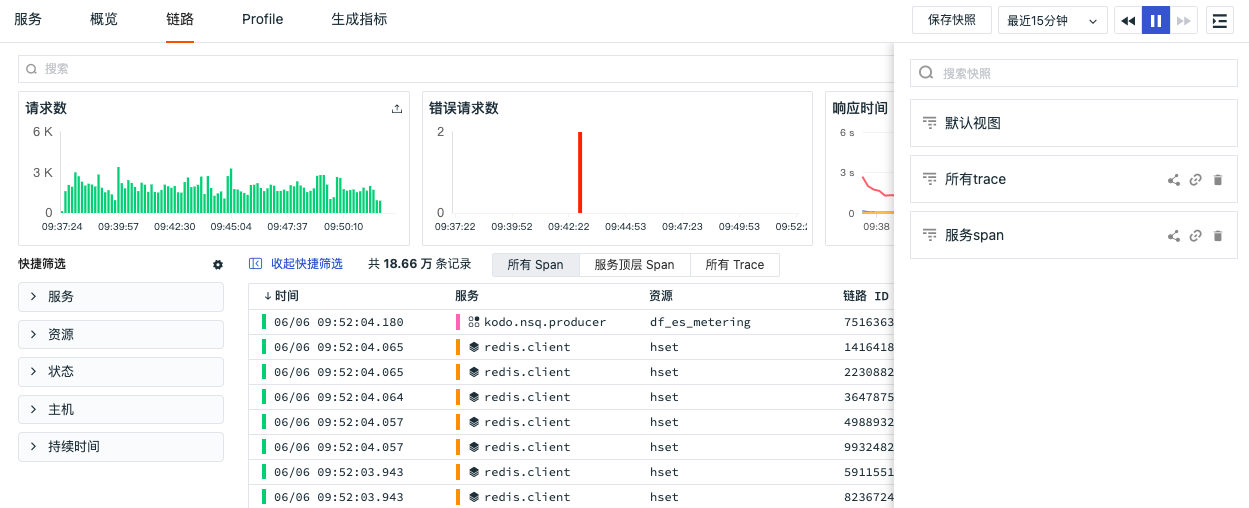 服务 概览 链路 Profile 生成指标 保存快照 最近15分钟
搜索
搜索快照
请求数
6 K
3 K
0
09:37:24 09:39:57 09:42:30 09:45:04 09:47:37 09:50:10
错误请求数
2
0
09:37:22 09:39:52 09:42:22 09:44:53 09:47:23 09:49:53 09:52:2
响应时间
6 s
3 s
0
09:38
默认视图
所有trace
服务span
快捷筛选
服务
资源
状态
主机
持续时间
收起快捷筛选 共 18.66 万 条记录 所有 Span 服务顶层 Span 所有 Trace
时间 服务 资源 链路 ID
06/06 09:52:04.180 kodo.nsq.producer df_es_metering 7516363
06/06 09:52:04.065 redis.client hset 1416418
06/06 09:52:04.065 redis.client hset 2230882
06/06 09:52:04.064 redis.client hset 3647875
06/06 09:52:04.057 redis.client hset 4988932
06/06 09:52:04.057 redis.client hset 9932482
06/06 09:52:03.943 redis.client hset 5911551
06/06 09:52:03.943 redis.client hset 8236724